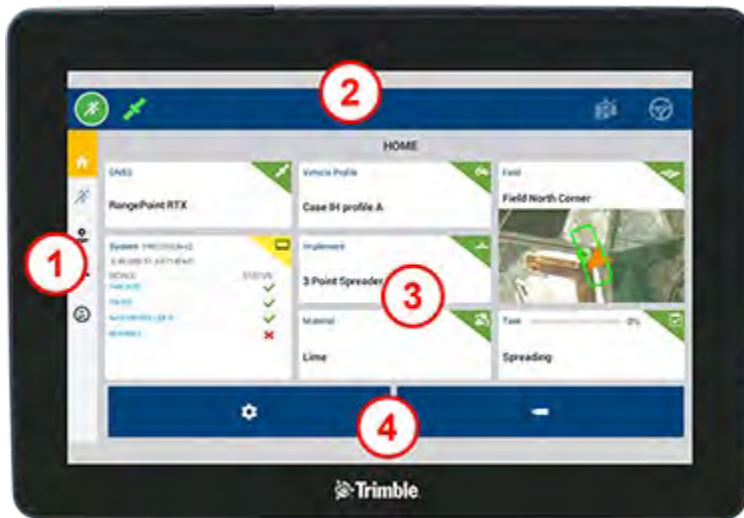 2
HOME
GNSS
RangePoint RTX
Vehicle Profile
Case IH profile A
Field
Field North Corner
System
STATUS
Implement
3 Point Spreader
Material
Lime
Task 0%
Spreading
1
3
4
Trimble